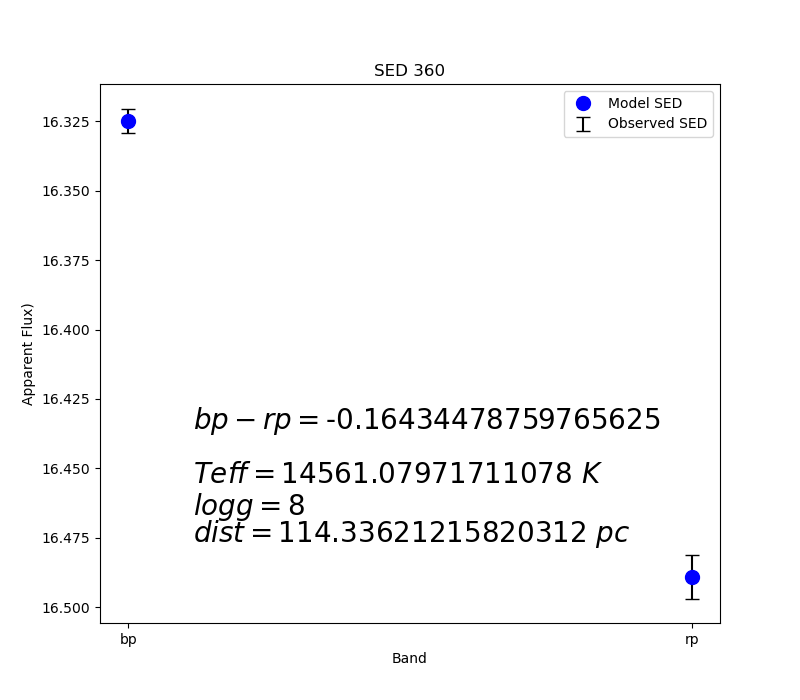 SED 360
Model SED
Observed SED
16.325
16.350
16.375
16.400
16.425
16.450
16.475
16.500
Apparent Flux)
bp − rp = -0.16434478759765625
Teff = 14561.07971711078 K
logg = 8
dist = 114.33621215820312 pc
bp
rp
Band